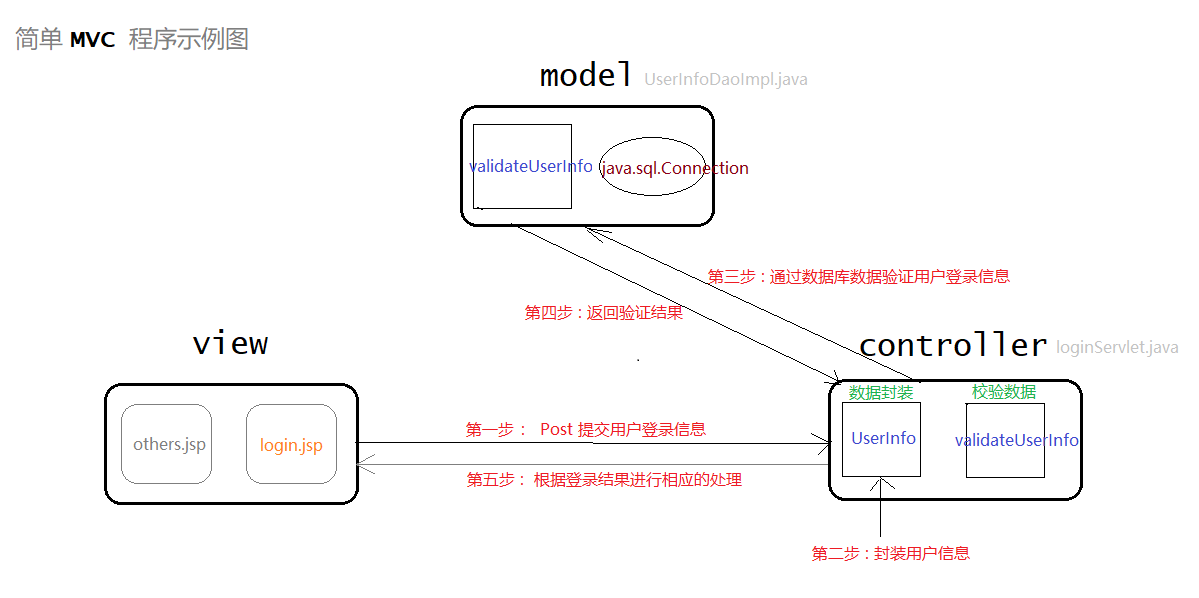 简单 MVC 程序示例图
model UserInfoDaoImpl.java
validateUserInfo java.sql.Connection
第三步：通过数据库数据验证用户登录信息
第四步：返回验证结果
view
controller loginServlet.java
数据封装 校验数据
others.jsp login.jsp
第一步： Post 提交用户登录信息
UserInfo validateUserInfo
第五步： 根据登录结果进行相应的处理
第二步：封装用户信息